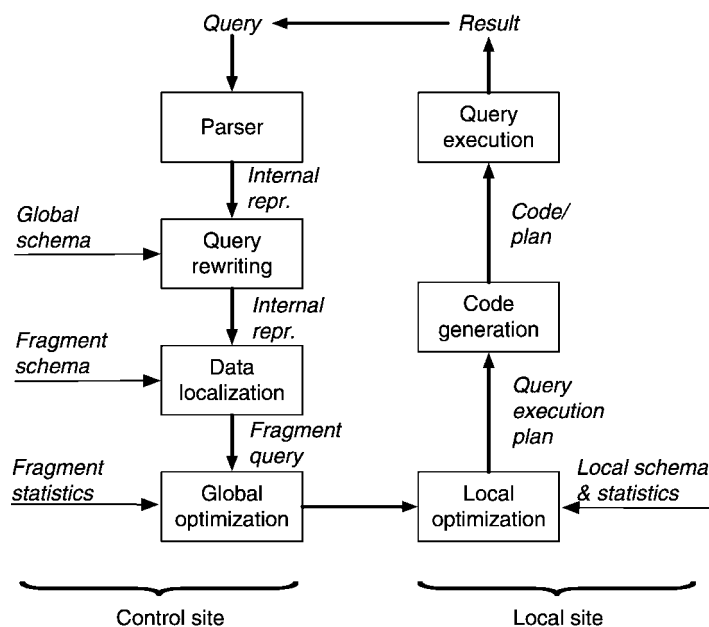 Query
Result
Parser
Query
execution
Internal
repr.
Global
schema
Query
rewriting
Code/
plan
Internal
repr.
Code
generation
Fragment
schema
Data
localization
Query
execution
plan
Fragment
query
Fragment
statistics
Global
optimization
Local
optimization
Local schema
& statistics
Control site
Local site